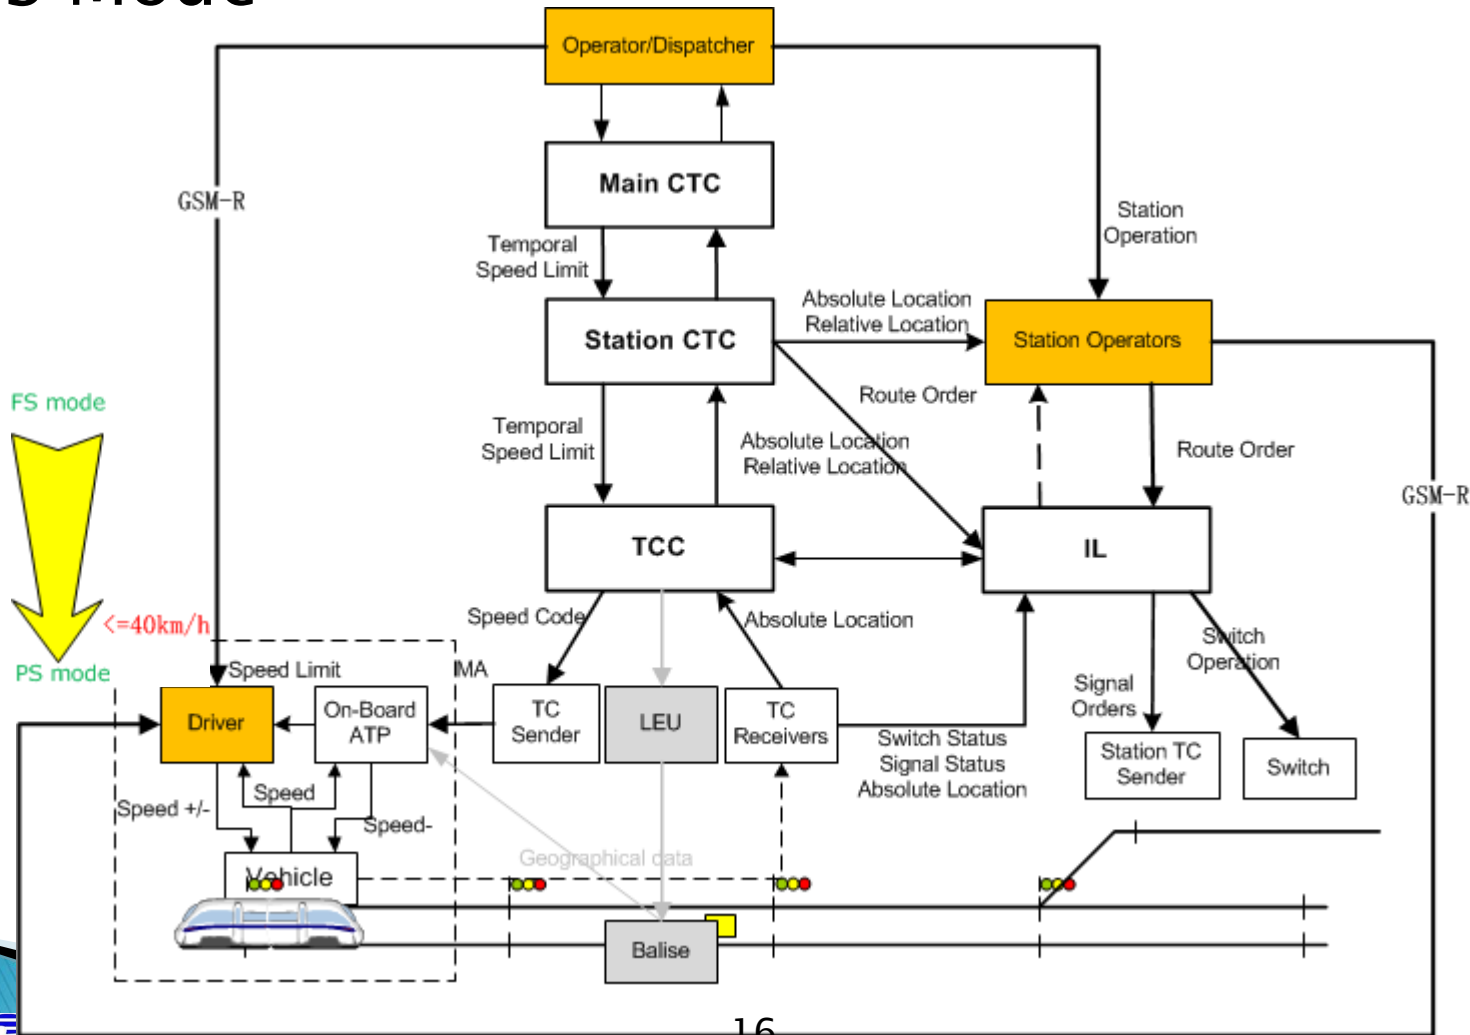 S Mode
Operator/Dispatcher
Main CTC
GSM-R
Station
Operation
Temporal
Speed Limit
Absolute Location
Relative Location
Station CTC
Station Operators
FS mode
Route Order
Temporal
Speed Limit
Absolute Location
Relative Location
Route Order
GSM-R
TCC
IL
<=40km/h
Speed Code
Absolute Location
Switch
Operation
PS mode
Speed Limit
MA
Signal
Orders
Driver
On-Board
ATP
TC
Sender
LEU
TC
Receivers
Switch Status
Signal Status
Absolute Location
Station TC
Sender
Switch
Speed
Speed +/-
Speed-
Geographical data
Vehicle
Balise
16